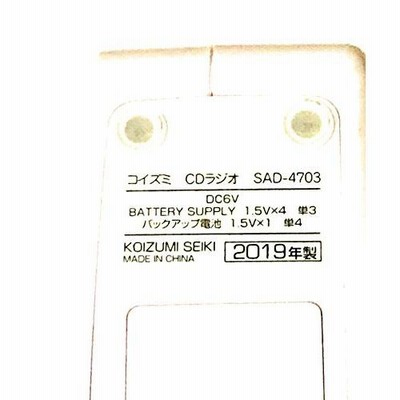 コイズミ CDラジオ SAD-4703
DC6V
BATTERY SUPPLY 1.5V×4 単3
バックアップ電池 1.5V×1 単4
KOIZUMI SEIKI 2019年製
MADE IN CHINA